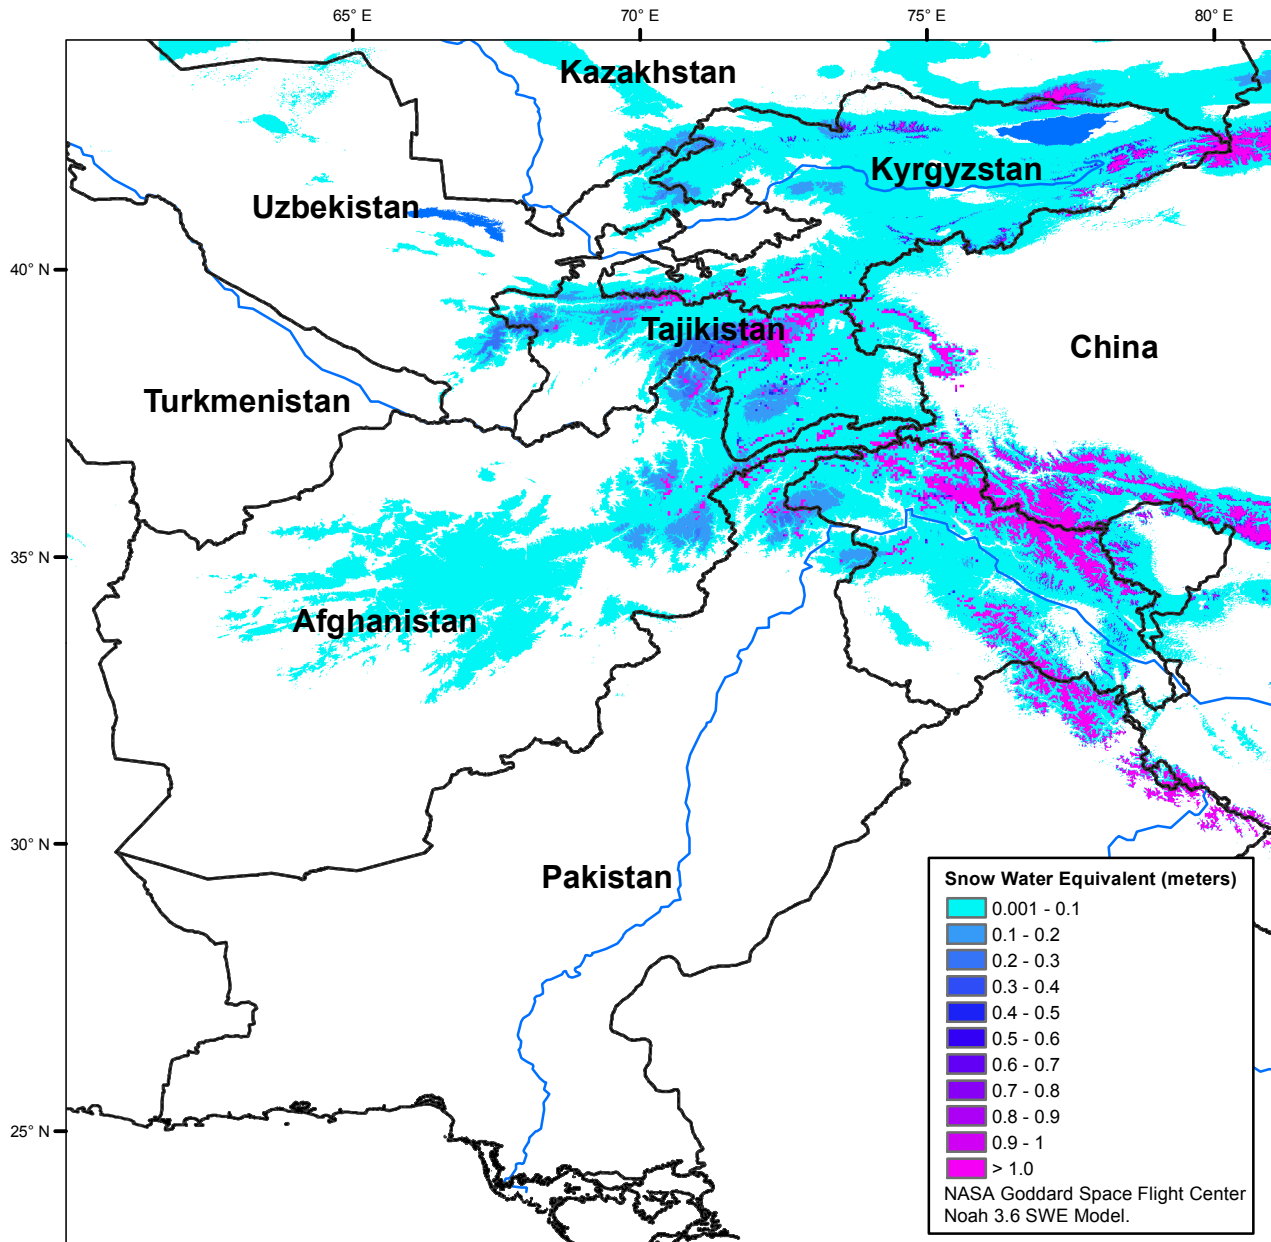 65° E
70° E
75° E
80° E
Kazakhstan
Kyrgyzstan
Uzbekistan
40° N
Tajikistan
China
Turkmenistan
35° N
Afghanistan
30° N
Pakistan
25° N
Snow Water Equivalent (meters)
0.001 - 0.1
0.1 - 0.2
0.2 - 0.3
0.3 - 0.4
0.4 - 0.5
0.5 - 0.6
0.6 - 0.7
0.7 - 0.8
0.8 - 0.9
0.9 - 1
> 1.0
NASA Goddard Space Flight Center
Noah 3.6 SWE Model.